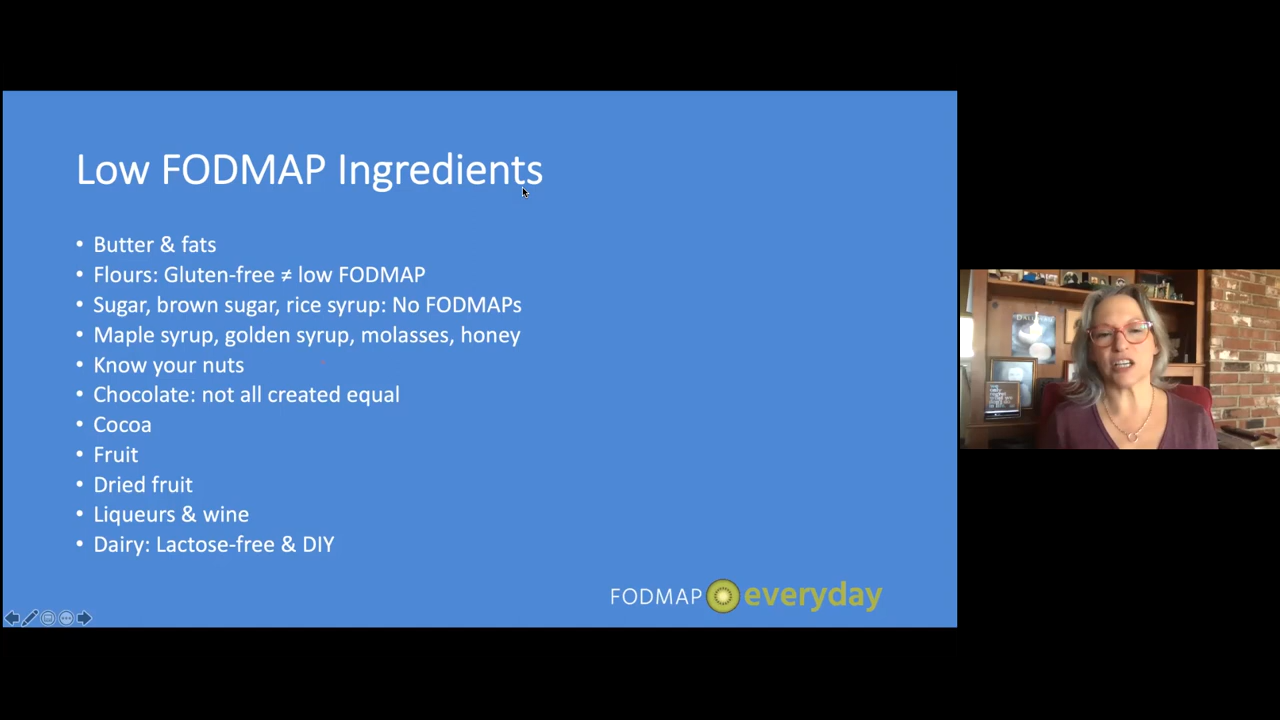 Low FODMAP Ingredients
• Butter & fats
• Flours: Gluten-free ≠ low FODMAP
• Sugar, brown sugar, rice syrup: No FODMAPs
• Maple syrup, golden syrup, molasses, honey
• Know your nuts
• Chocolate: not all created equal
• Cocoa
• Fruit
• Dried fruit
• Liqueurs & wine
• Dairy: Lactose-free & DIY
FODMAP everyday